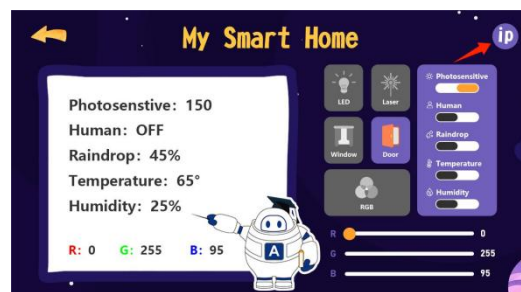 My Smart Home
ip
Photosenstive: 150
Human: OFF
Raindrop: 45%
Temperature: 65°
Humidity: 25%
R: 0 G: 255 B: 95
A
LED
Laser
Window
Door
RGB
Photosensitive
Human
Raindrop
Temperature
Humidity
R 0
G 255
B 95